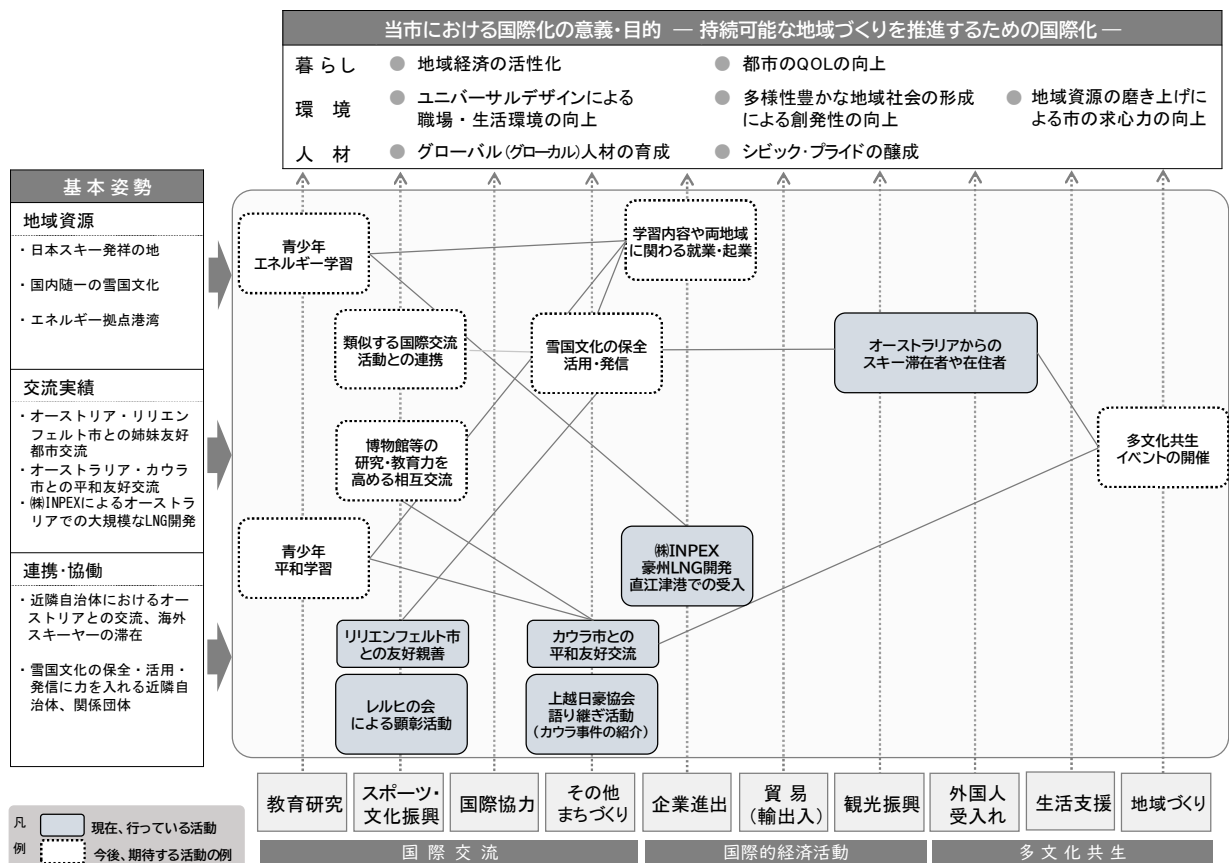 当市における国際化の意義・目的 ― 持続可能な地域づくりを推進するための国際化 ―
暮らし
● 地域経済の活性化
● 都市のQOLの向上
環　境
● ユニバーサルデザインによる
職場・生活環境の向上
● 多様性豊かな地域社会の形成
による創発性の向上
● 地域資源の磨き上げに
よる市の求心力の向上
人　材
● グローバル(グローカル)人材の育成
● シビック・プライドの醸成
基本姿勢
地域資源
・日本スキー発祥の地
・国内随一の雪国文化
・エネルギー拠点港湾
交流実績
・オーストリア・リリエン
フェルト市との姉妹友好
都市交流
・オーストラリア・カウラ
市との平和友好交流
・㈱INPEXによるオーストラ
リアでの大規模なLNG開発
連携・協働
・近隣自治体におけるオー
ストリアとの交流、海外
スキーヤーの滞在
・雪国文化の保全・活用・
発信に力を入れる近隣自
治体、関係団体
青少年
エネルギー学習
学習内容や両地域
に関わる就業・起業
類似する国際交流
活動との連携
雪国文化の保全
活用・発信
オーストラリアからの
スキー滞在者や在住者
博物館等の
研究・教育力を
高める相互交流
多文化共生
イベントの開催
青少年
平和学習
㈱INPEX
豪州LNG開発
直江津港での受入
リリエンフェルト市
との友好親善
カウラ市との
平和友好交流
レルヒの会
による顕彰活動
上越日豪協会
語り継ぎ活動
(カウラ事件の紹介)
教育研究
スポーツ・
文化振興
国際協力
その他
まちづくり
企業進出
貿 易
(輸出入)
観光振興
外国人
受入れ
生活支援
地域づくり
国際交流
国際的経済活動
多文化共生
凡
例
現在、行っている活動
今後、期待する活動の例